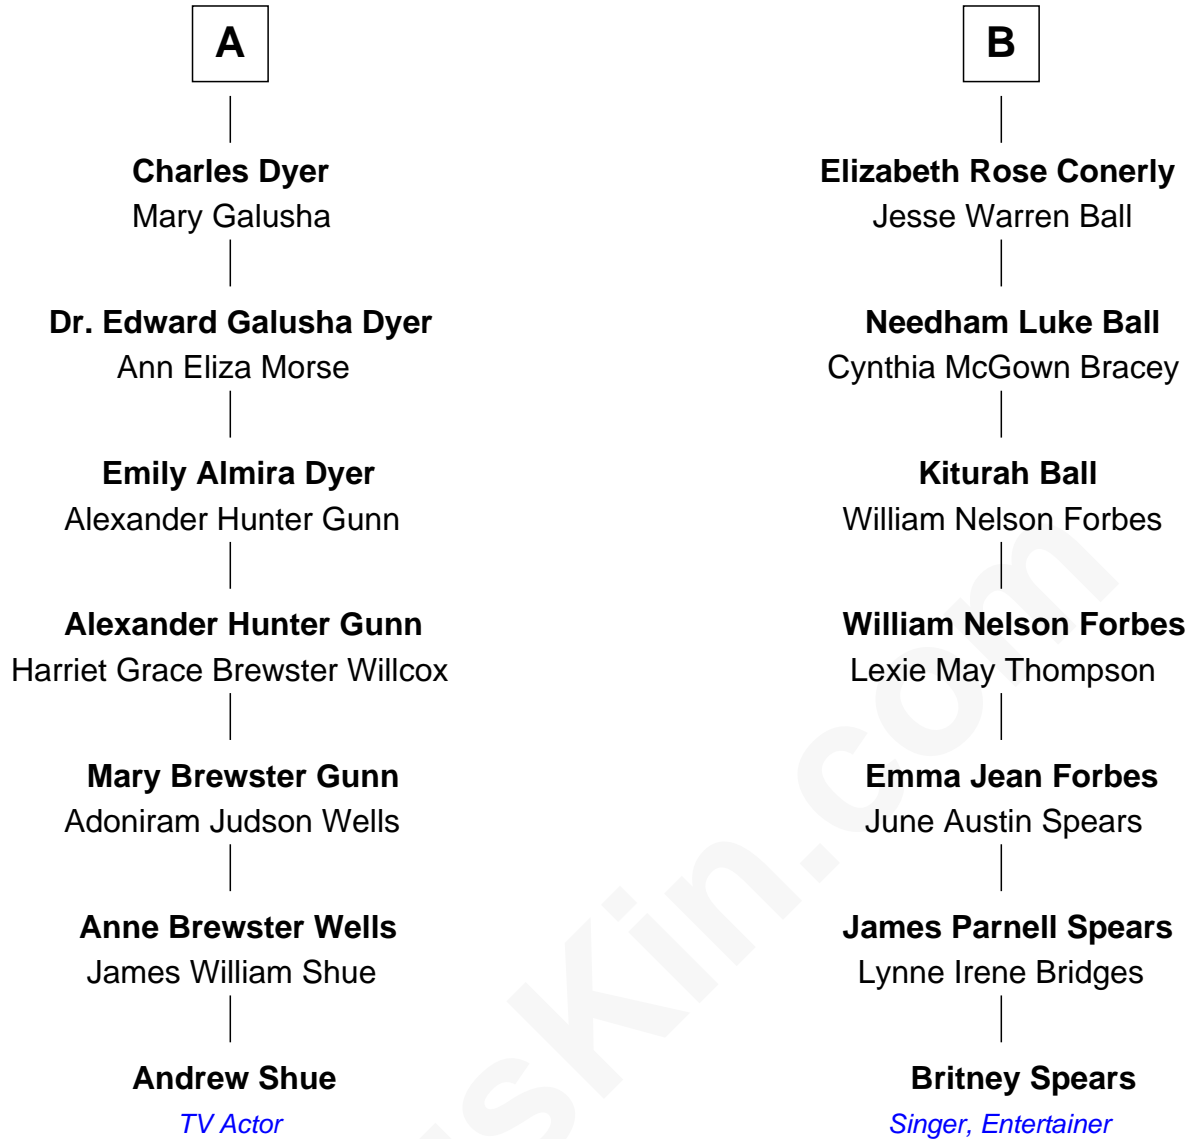 A
Charles Dyer
Mary Galusha
Dr. Edward Galusha Dyer
Ann Eliza Morse
Emily Almira Dyer
Alexander Hunter Gunn
Alexander Hunter Gunn
Harriet Grace Brewster Willcox
Mary Brewster Gunn
Adoniram Judson Wells
Anne Brewster Wells
James William Shue
Andrew Shue
TV Actor
B
Elizabeth Rose Conerly
Jesse Warren Ball
Needham Luke Ball
Cynthia McGown Bracey
Kiturah Ball
William Nelson Forbes
William Nelson Forbes
Lexie May Thompson
Emma Jean Forbes
June Austin Spears
James Parnell Spears
Lynne Irene Bridges
Britney Spears
Singer, Entertainer
sKin.com